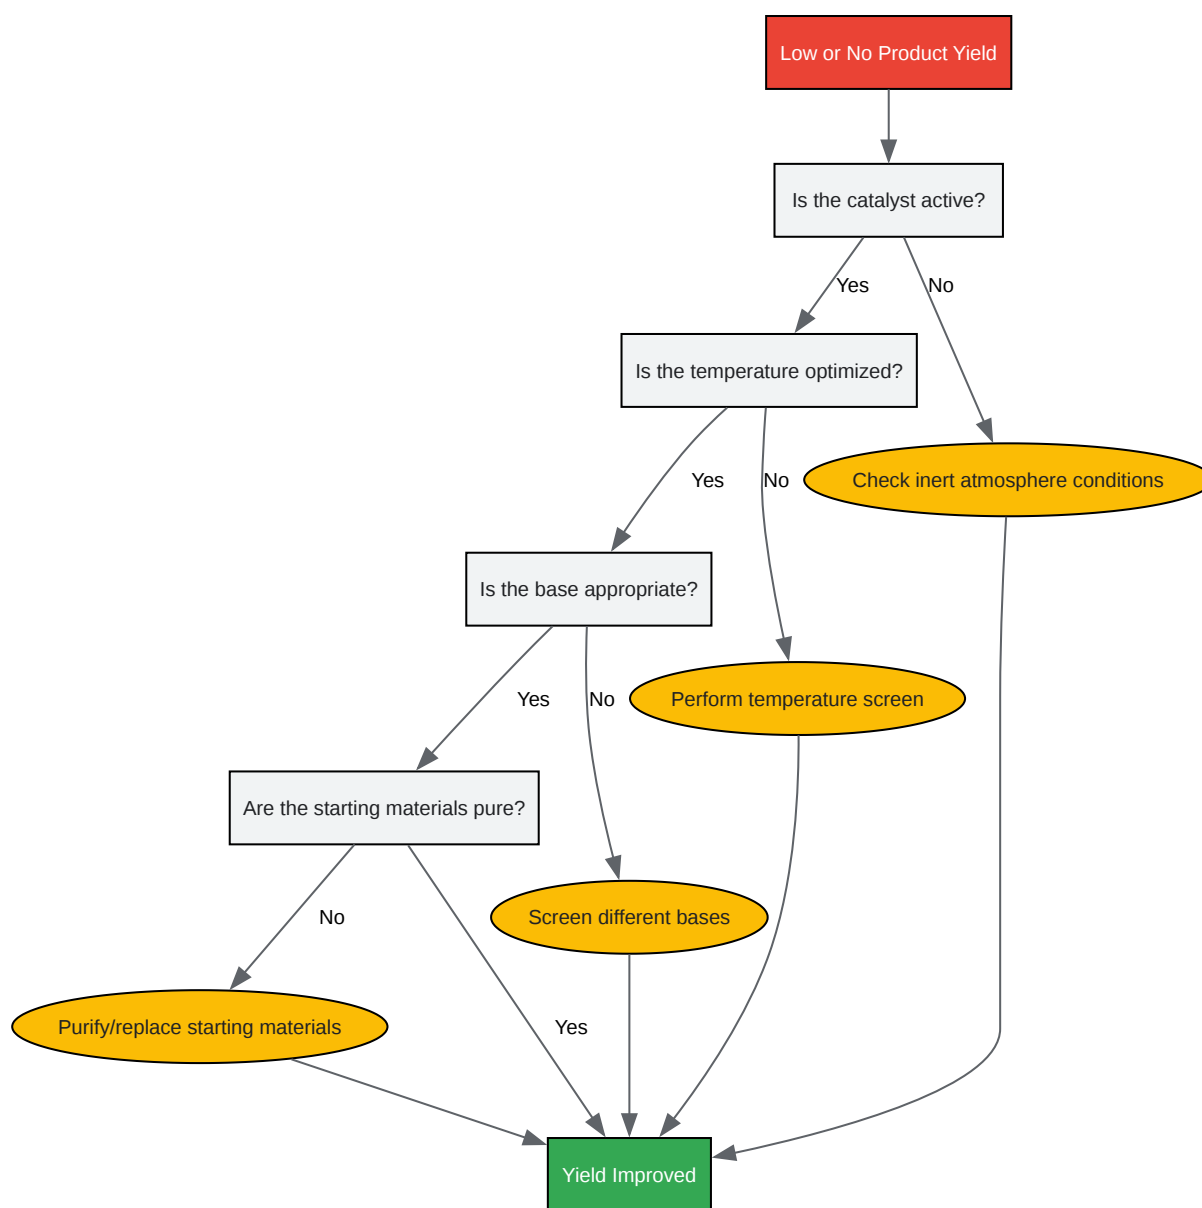 Low or No Product Yield
Is the catalyst active?
Yes
No
Is the temperature optimized?
Yes
No
Check inert atmosphere conditions
Is the base appropriate?
Yes
No
Perform temperature screen
Are the starting materials pure?
No
Yes
Screen different bases
Purify/replace starting materials
Yield Improved